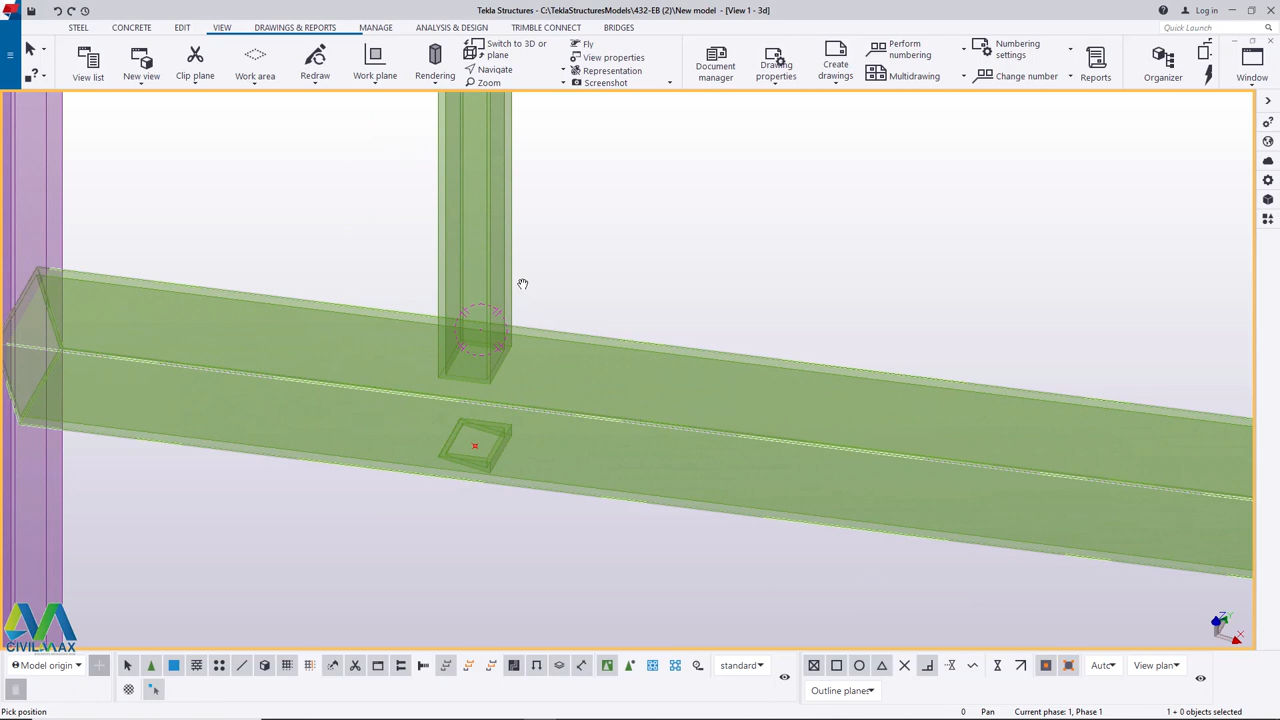 Tekla Structures - C:\TeklaStructuresModels\432-EB (2)\New model - [View 1 - 3d]
Log in
STEEL CONCRETE EDIT VIEW DRAWINGS & REPORTS MANAGE ANALYSIS & DESIGN TRIMBLE CONNECT BRIDGES
Quick Launch
View list
New view
Clip plane
Work area
Redraw
Work plane
Rendering
Switch to 3D or plane
Navigate
Zoom
Fly
View properties
Representation
Screenshot
Document manager
Drawing properties
Create drawings
Perform numbering
Multidrawing
Numbering settings
Change number
Reports
Window
Z
Y
X
CIVILMAX
Model origin
standard
Auto
View plan
Outline planes
Pick position
0
Pan
Current phase: 1, Phase 1
1 + 0 objects selected